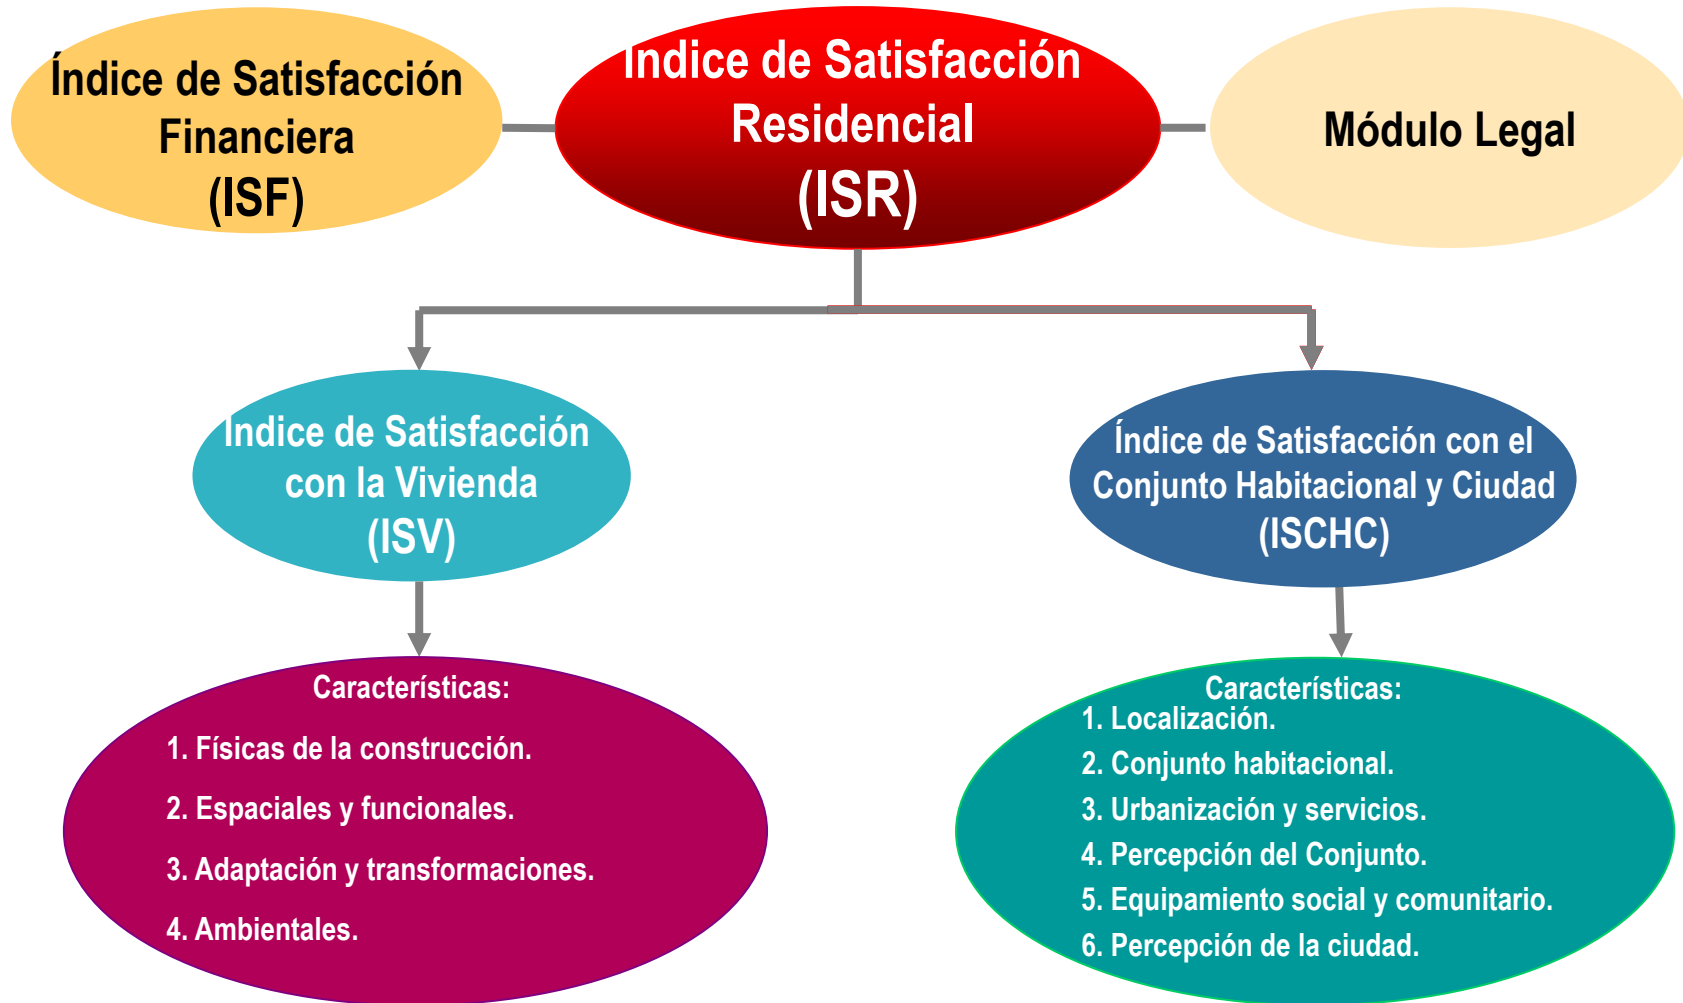 Índice de Satisfacción
Financiera
(ISF)
Índice de Satisfacción
Residencial
(ISR)
Módulo Legal
Indice de Satisfacción
con la Vivienda
(ISV)
Índice de Satisfacción con el
Conjunto Habitacional y Ciudad
(ISCHC)
Características:
1. Físicas de la construcción.
2. Espaciales y funcionales.
3. Adaptación y transformaciones.
4. Ambientales.
Características:
1. Localización.
2. Conjunto habitacional.
3. Urbanización y servicios.
4. Percepción del Conjunto.
5. Equipamiento social y comunitario.
6. Percepción de la ciudad.